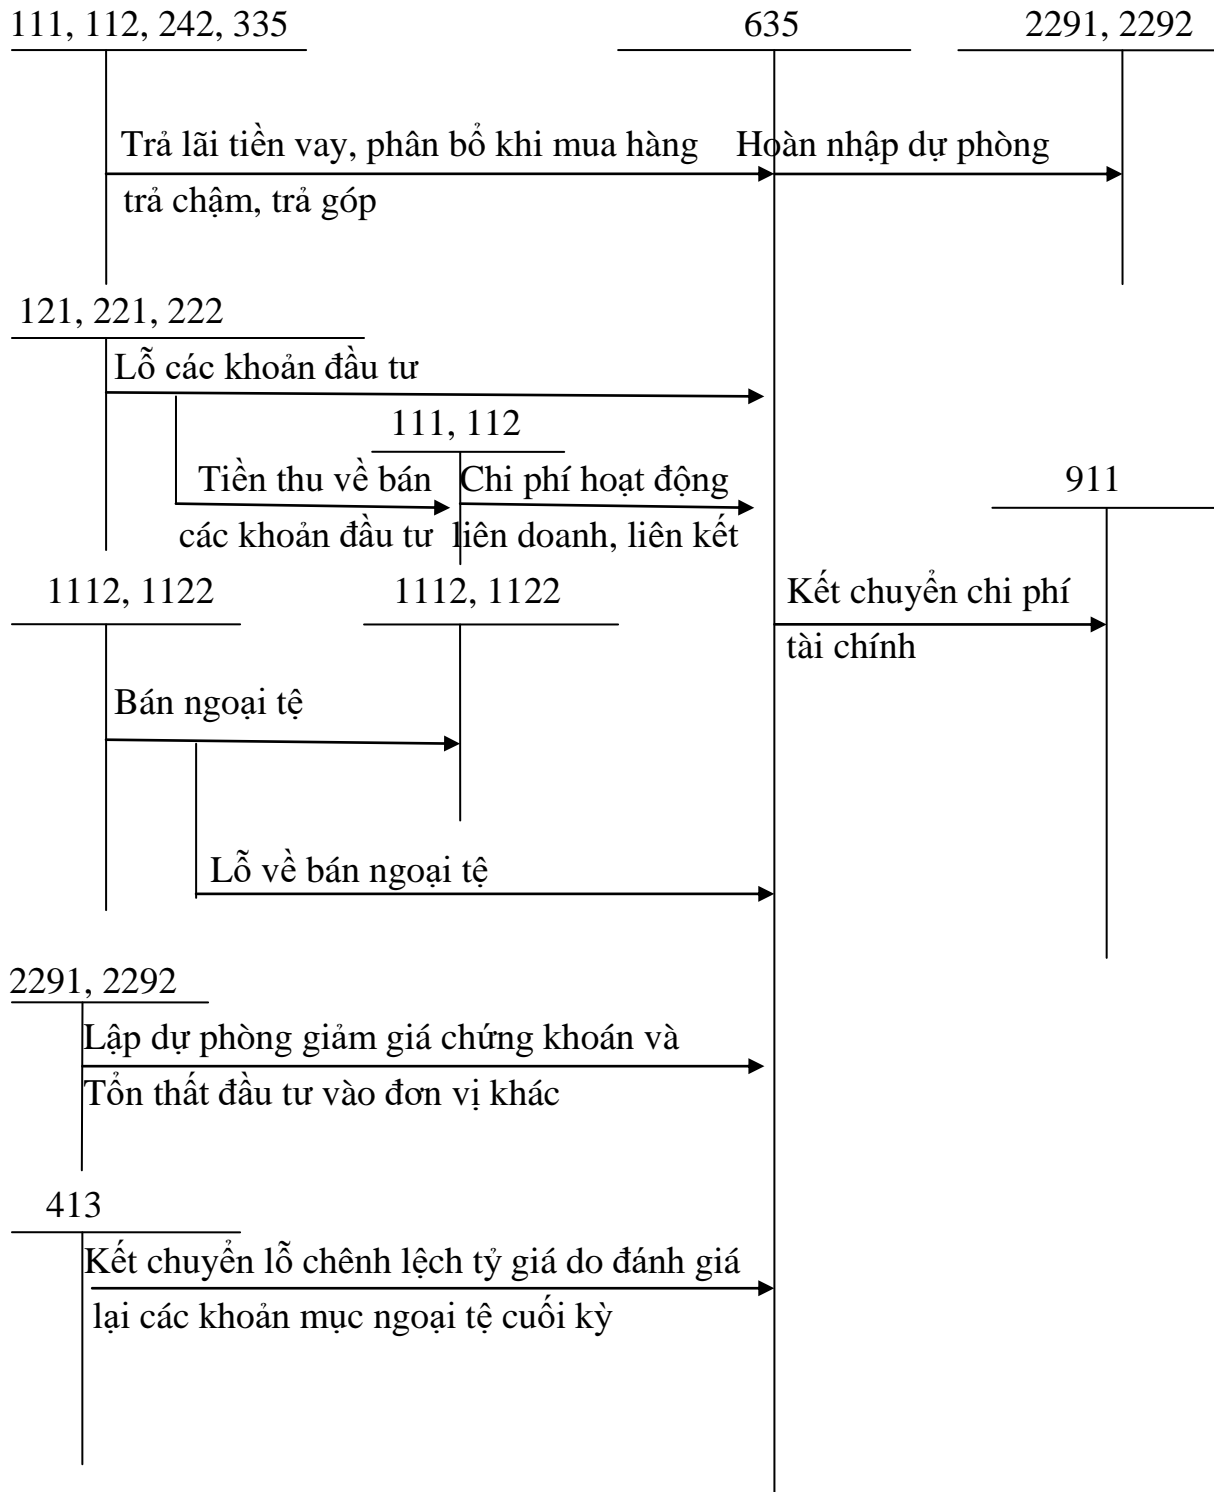 111, 112, 242, 335
635
2291, 2292
Trả lãi tiền vay, phân bổ khi mua hàng
trả chậm, trả góp
Hoàn nhập dự phòng
121, 221, 222
Lỗ các khoản đầu tư
111, 112
Tiền thu về bán
các khoản đầu tư
Chi phí hoạt động
liên doanh, liên kết
911
1112, 1122
1112, 1122
Kết chuyển chi phí
tài chính
Bán ngoại tệ
Lỗ về bán ngoại tệ
2291, 2292
Lập dự phòng giảm giá chứng khoán và
Tổn thất đầu tư vào đơn vị khác
413
Kết chuyển lỗ chênh lệch tỷ giá do đánh giá
lại các khoản mục ngoại tệ cuối kỳ